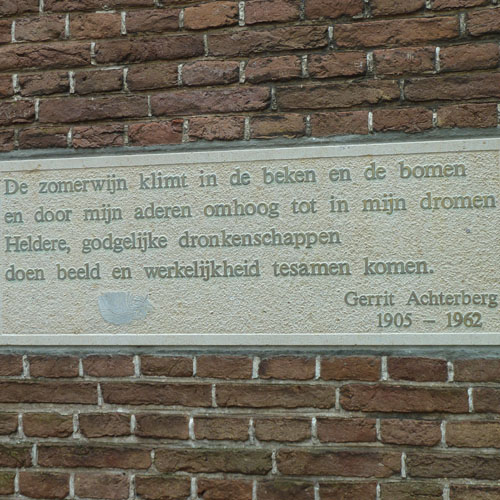 De zomerwijn klimt in de beken en de bomen
en door mijn aderen omhoog tot in mijn dromen
Heldere, godgelijke dronkenschappen
doen beeld en werkelijkheid tesamen komen.
Gerrit Achterberg
1905 – 1962